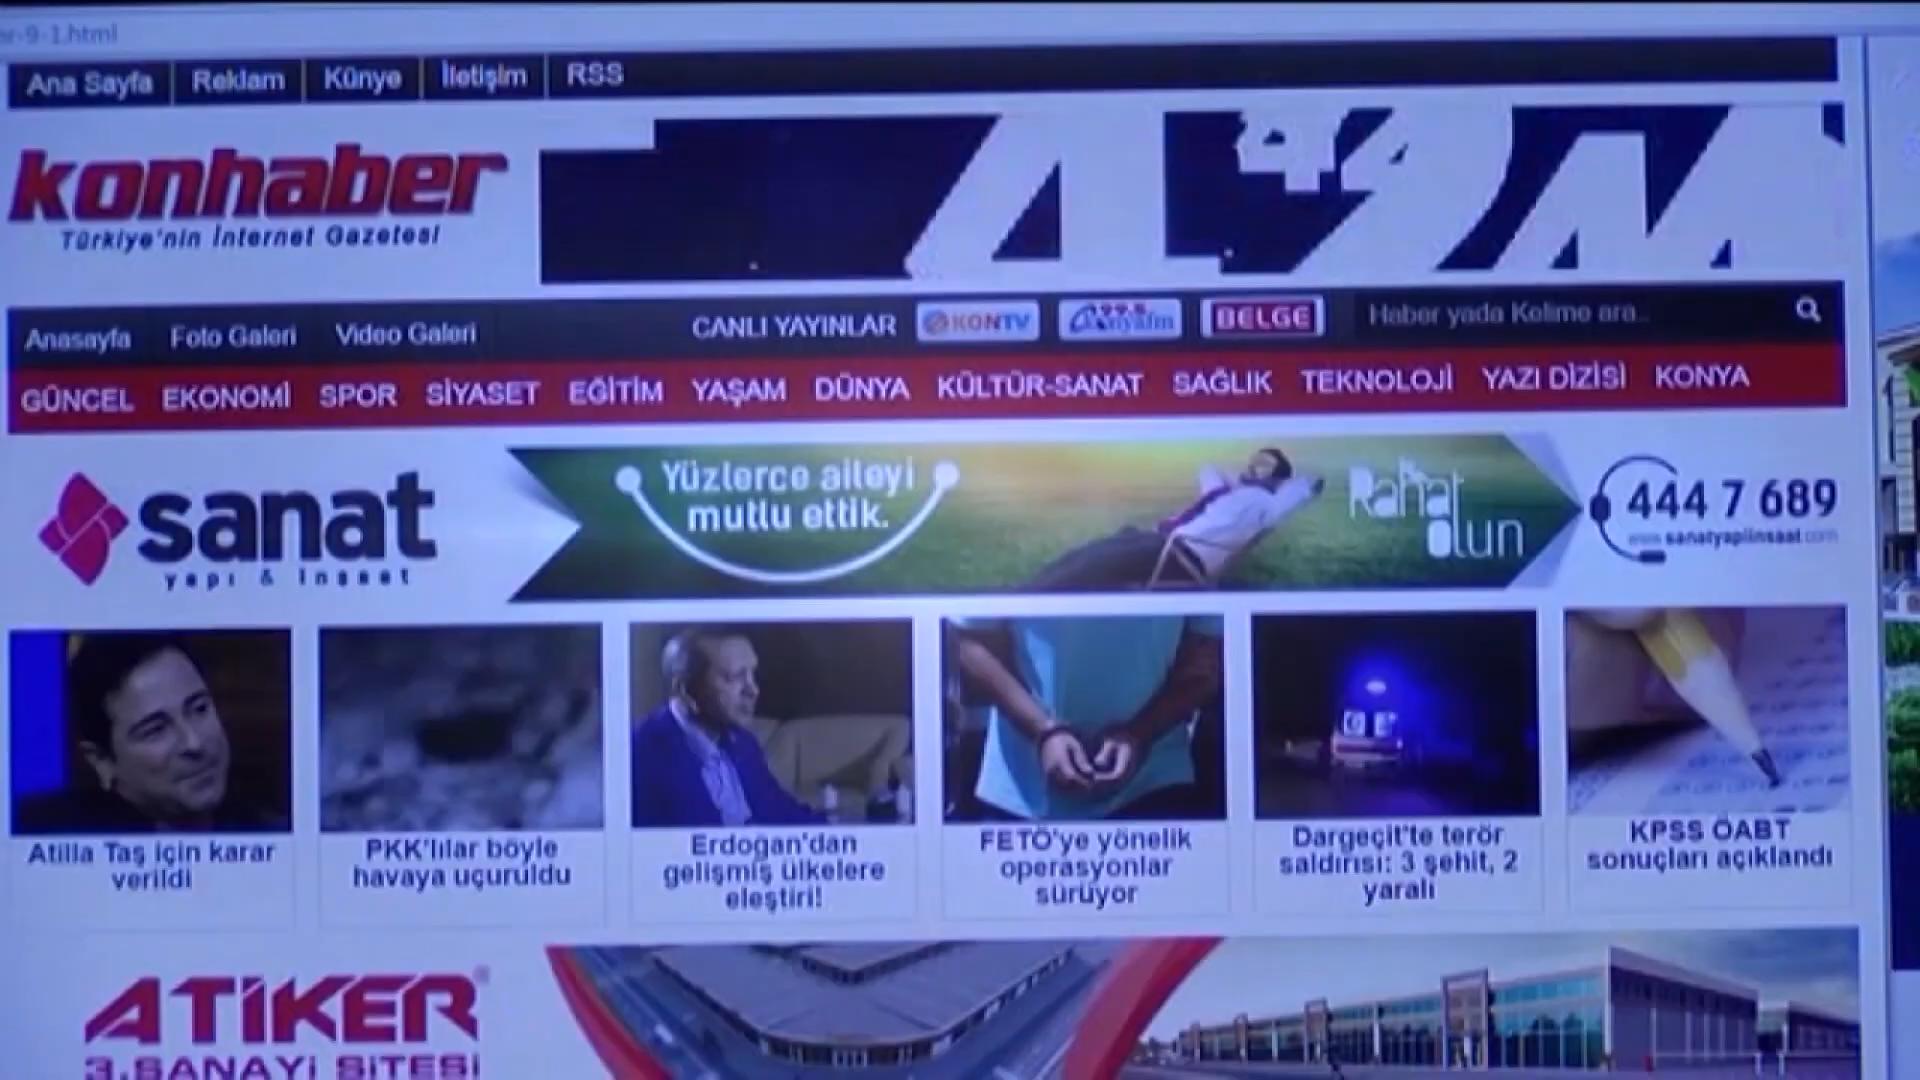 r-9-1.html
Ana Sayfa Reklam Künye İletişim RSS
konhaber
Türkiye'nin İnternet Gazetesi
42M
Anasayfa Foto Galeri Video Galeri CANLI YAYINLAR KONTV 99.5 BELGE Haber yada Kelime ara..
GÜNCEL EKONOMİ SPOR SİYASET EĞİTİM YAŞAM DÜNYA KÜLTÜR-SANAT SAĞLIK TEKNOLOJİ YAZI DİZİSİ KONYA
sanat
yapı & inşaat
Yüzlerce aileyi
mutlu ettik.
Rahat
olun
444 7 689
www.sanatyapiinsaat.com
Atilla Taş için karar
verildi
PKK'lılar böyle
havaya uçuruldu
Erdoğan'dan
gelişmiş ülkelere
eleştiri!
FETÖ'ye yönelik
operasyonlar
sürüyor
Dargeçit'te terör
saldırısı: 3 şehit, 2
yaralı
KPSS ÖABT
sonuçları açıklandı
ATİKER
3.SANAYİ SİTESİ